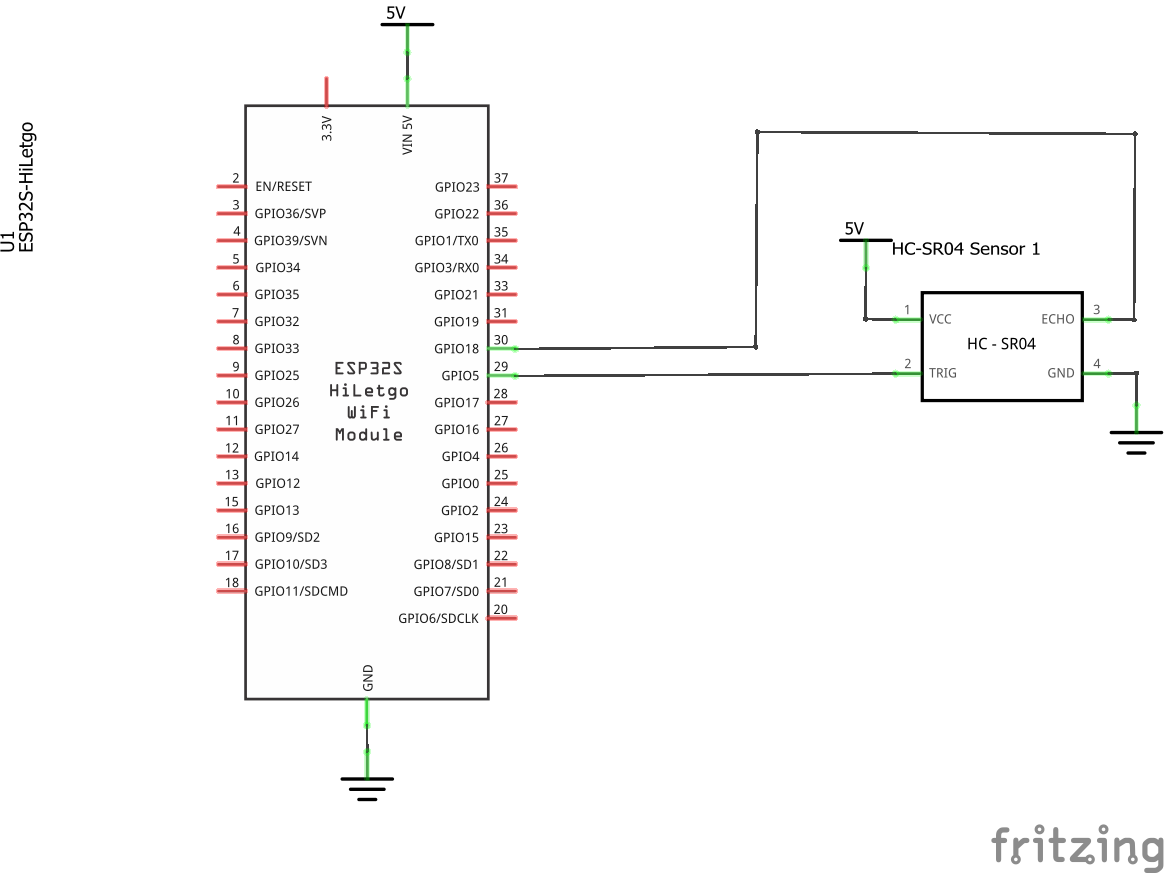 5V
3.3V
VIN 5V
U1
ESP32S-HiLetgo
2 EN/RESET
3 GPIO36/SVP
4 GPIO39/SVN
5 GPIO34
6 GPIO35
7 GPIO32
8 GPIO33
9 GPIO25
10 GPIO26
11 GPIO27
12 GPIO14
13 GPIO12
15 GPIO13
16 GPIO9/SD2
17 GPIO10/SD3
18 GPIO11/SDCMD
ESP32S
HiLetgo
WiFi
Module
GPIO23 37
GPIO22 36
GPIO1/TX0 35
GPIO3/RX0 34
GPIO21 33
GPIO19 31
GPIO18 30
GPIO5 29
GPIO17 28
GPIO16 27
GPIO4 26
GPIO0 25
GPIO2 24
GPIO15 23
GPIO8/SD1 22
GPIO7/SD0 21
GPIO6/SDCLK 20
GND
5V
HC-SR04 Sensor 1
1 VCC
ECHO 3
HC - SR04
2 TRIG
GND 4
fritzing